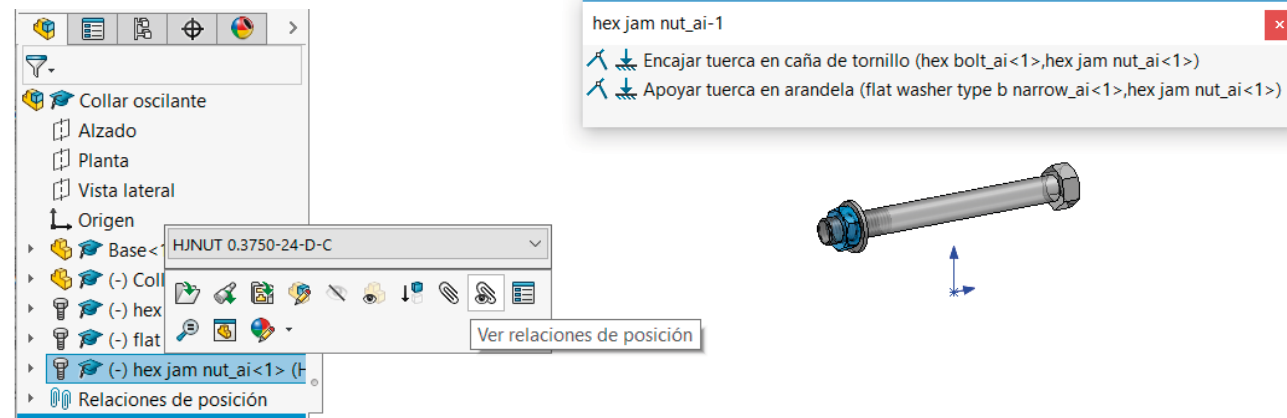 hex jam nut_ai-1
Encajar tuerca en caña de tornillo (hex bolt_ai<1>,hex jam nut_ai<1>)
Apoyar tuerca en arandela (flat washer type b narrow_ai<1>,hex jam nut_ai<1>)
Collar oscilante
Alzado
Planta
Vista lateral
Origen
Base<
HJNUT 0.3750-24-D-C
(-) Coll
(-) hex
(-) flat
Ver relaciones de posición
(-) hex jam nut_ai<1> (H
Relaciones de posición